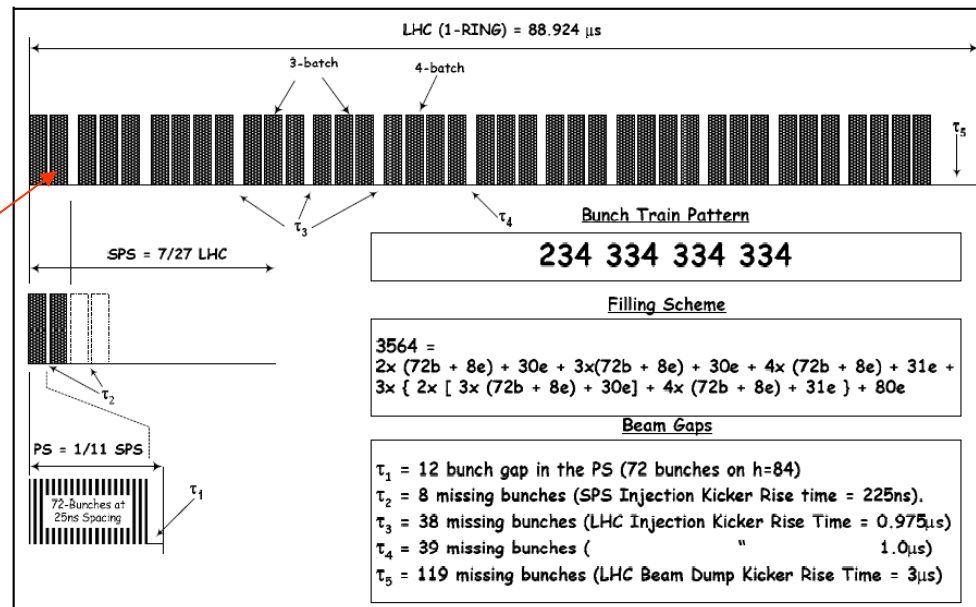 LHC (1-RING) = 88.924 μs
3-batch
4-batch
τ5
τ3
τ4
SPS = 7/27 LHC
τ2
PS = 1/11 SPS
τ1
72-Bunches at
25ns Spacing
Bunch Train Pattern
234 334 334 334
Filling Scheme
3564 =
2x (72b + 8e) + 30e + 3x(72b + 8e) + 30e + 4x (72b + 8e) + 31e +
3x { 2x [ 3x (72b + 8e) + 30e] + 4x (72b + 8e) + 31e } + 80e
Beam Gaps
τ1 = 12 bunch gap in the PS (72 bunches on h=84)
τ2 = 8 missing bunches (SPS Injection Kicker Rise time = 225ns).
τ3 = 38 missing bunches (LHC Injection Kicker Rise Time = 0.975μs)
τ4 = 39 missing bunches ( " 1.0μs)
τ5 = 119 missing bunches (LHC Beam Dump Kicker Rise Time = 3μs)